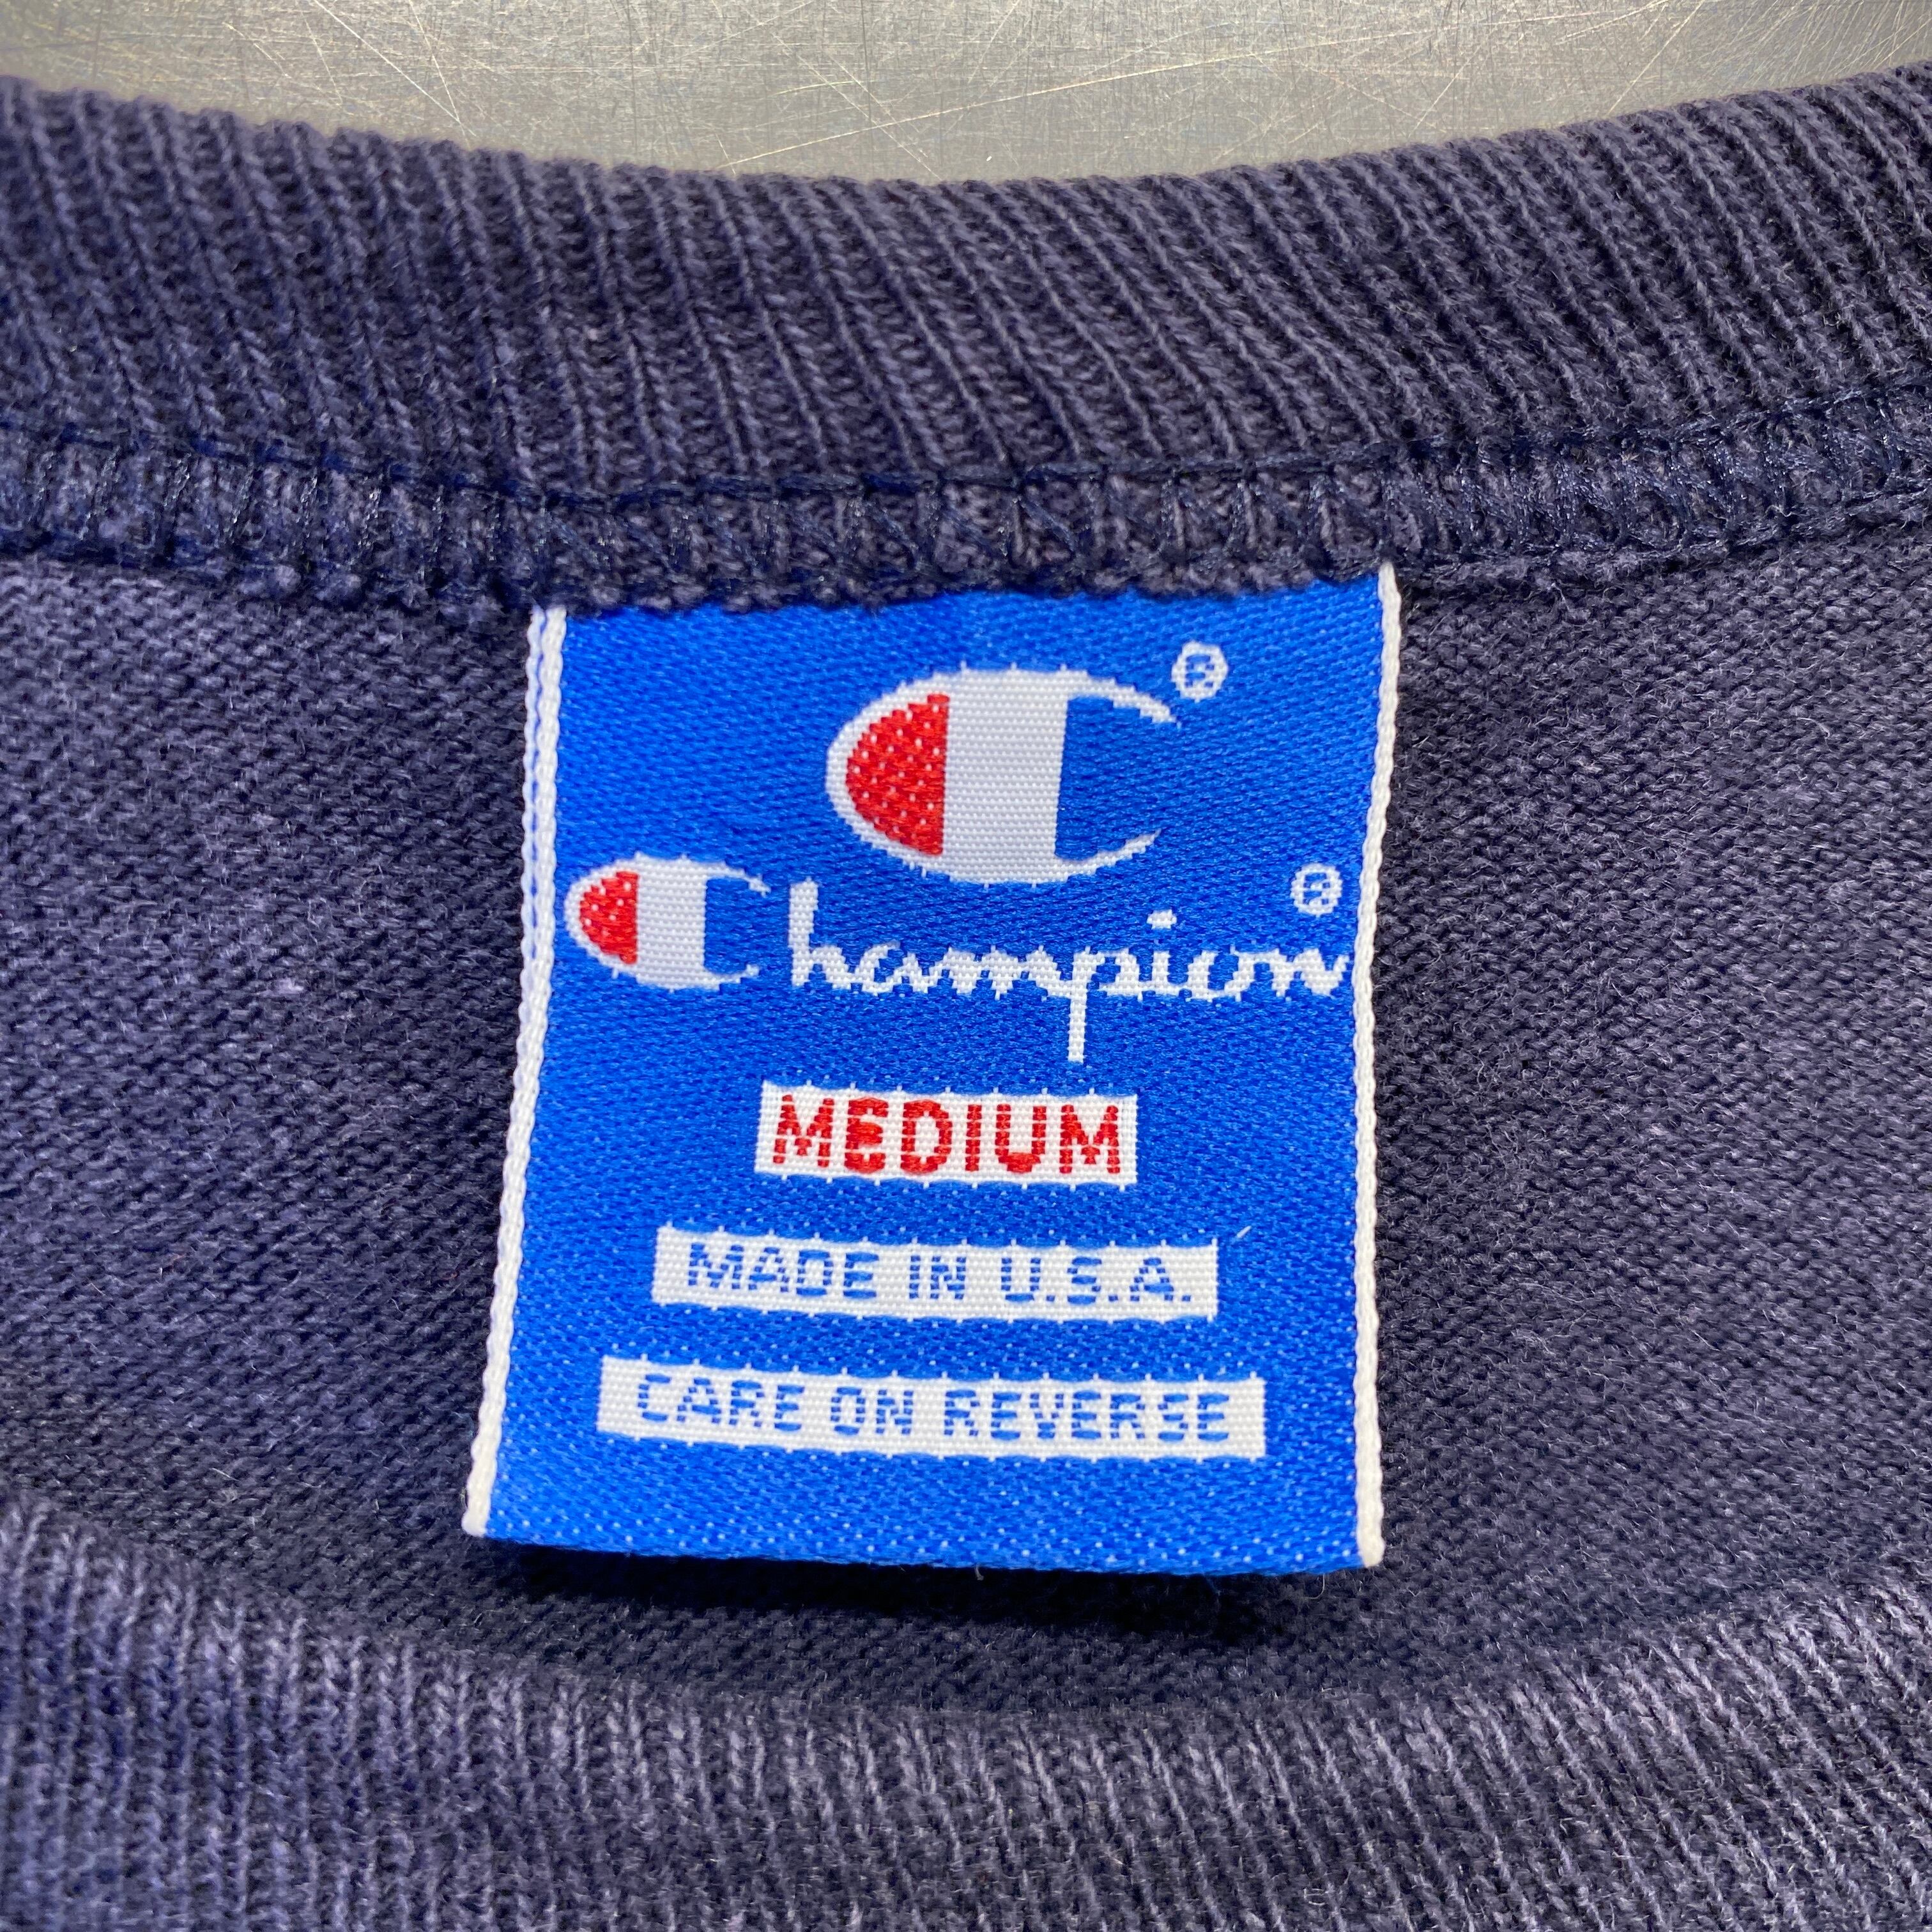 C®
Champion®
MEDIUM
MADE IN U.S.A.
CARE ON REVERSE